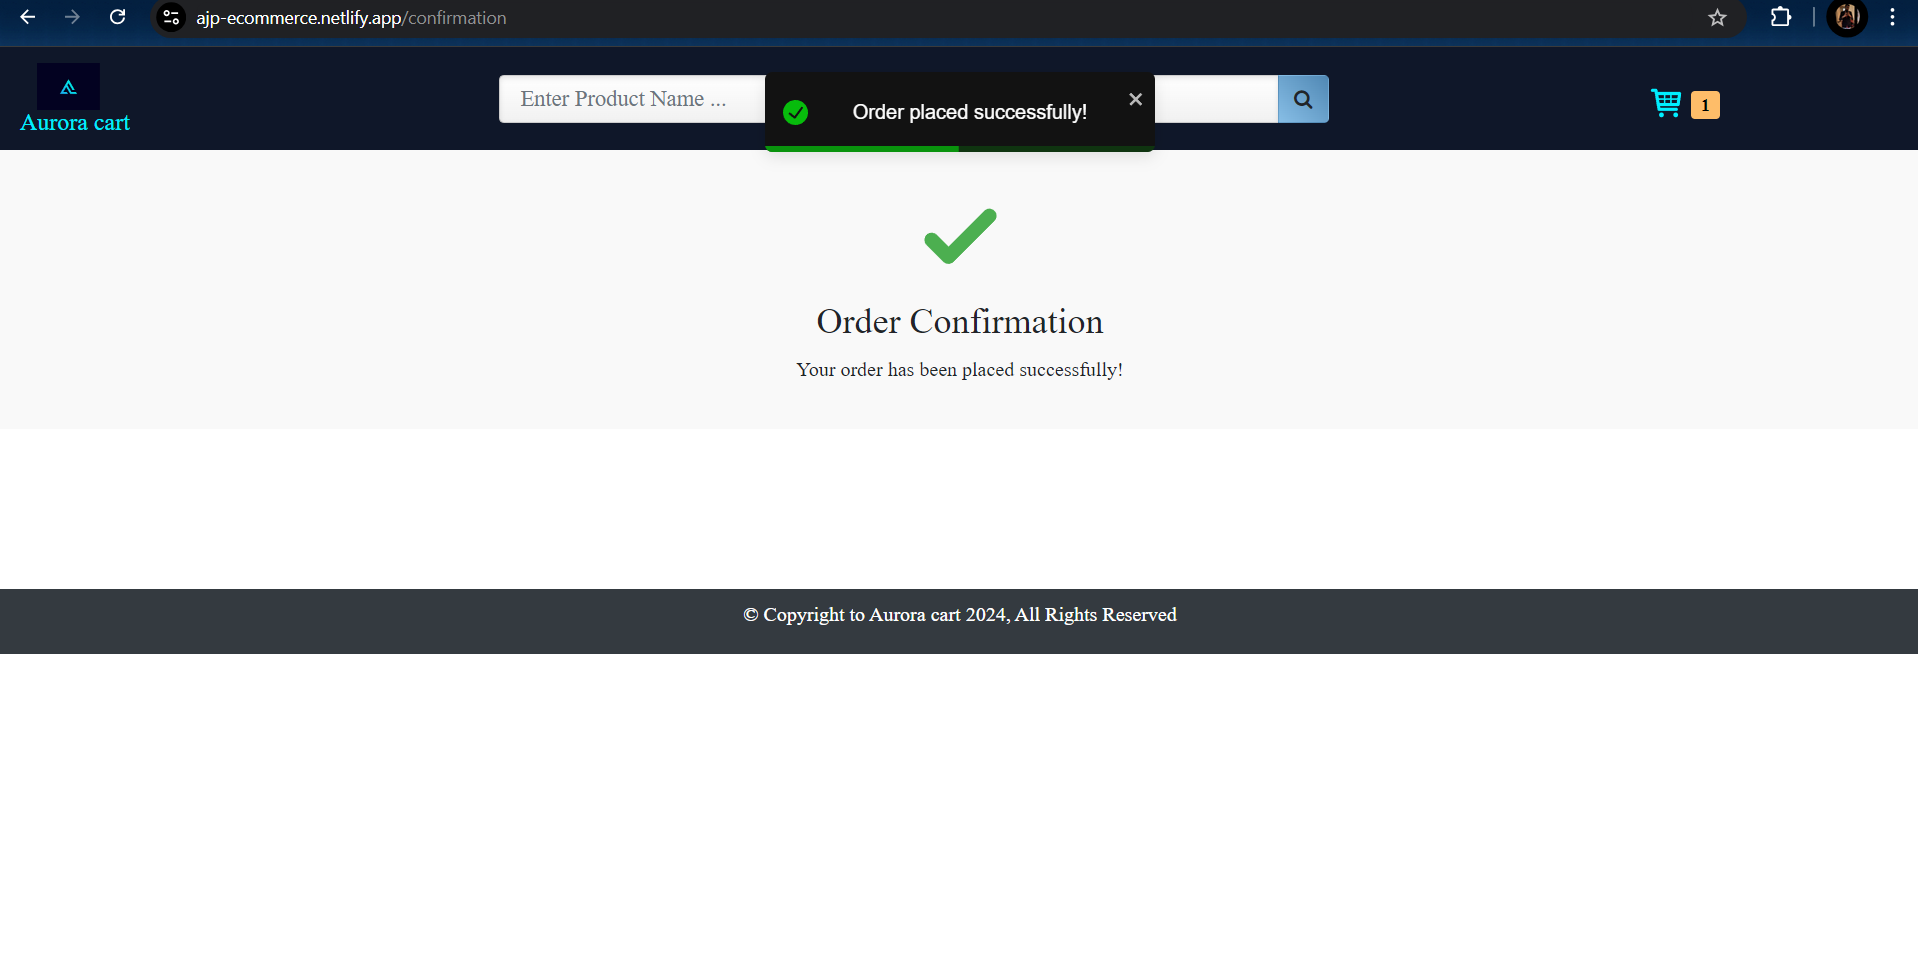 ajp-ecommerce.netlify.app/confirmation
Aurora cart
Enter Product Name ...
Order placed successfully!
1
Order Confirmation
Your order has been placed successfully!
© Copyright to Aurora cart 2024, All Rights Reserved